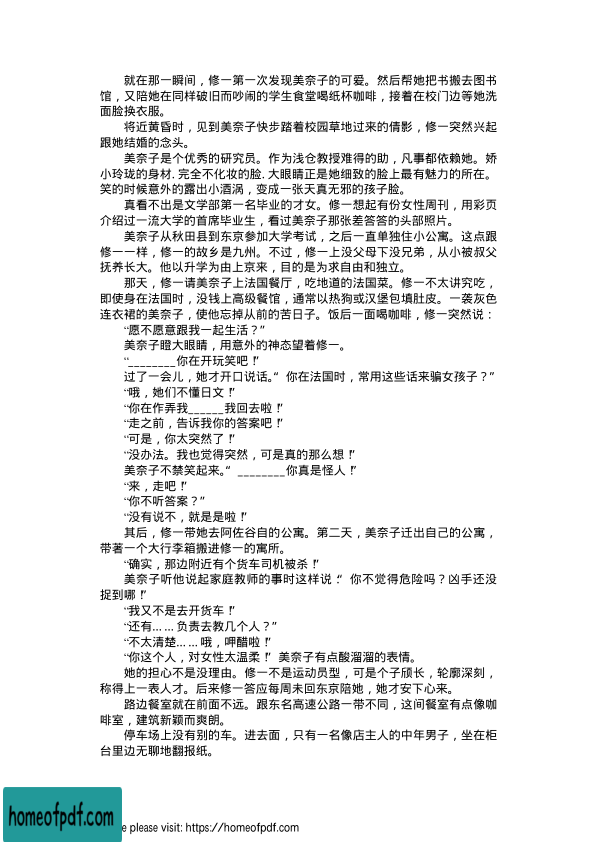 就在那一瞬间，修一第一次发现美奈子的可爱。然后帮她把书搬去图书
馆，又陪她在同样破旧而吵闹的学生食堂喝纸杯咖啡，接着在校门边等她洗
面脸换衣服。
将近黄昏时，见到美奈子快步踏着校园草地过来的倩影，修一突然兴起
跟她结婚的念头。
美奈子是个优秀的研究员。作为浅仓教授难得的助，凡事都依赖她。娇
小玲珑的身材.完全不化妆的脸.大眼睛正是她细致的脸上最有魅力的所在。
笑的时候意外的露出小酒涡，变成一张天真无邪的孩子脸。
真看不出是文学部第一名毕业的才女。修一想起有份女性周刊，用彩页
介绍过一流大学的首席毕业生，看过美奈子那张差答答的头部照片。
美奈子从秋田县到东京参加大学考试，之后一直单独住小公寓。这点跟
修一一样，修一的故乡是九州。不过，修一上没父母下没兄弟，从小被叔父
抚养长大。他以升学为由上京来，目的是为求自由和独立。
那天，修一请美奈子上法国餐厅，吃地道的法国菜。修一不太讲究吃，
即使身在法国时，没钱上高级餐馆，通常以热狗或汉堡包填肚皮。一袭灰色
连衣裙的美奈子，使他忘掉从前的苦日子。饭后一面喝咖啡，修一突然说：
“愿不愿意跟我一起生活？”
美奈子瞪大眼睛，用意外的神态望着修一。
“________你在开玩笑吧！”
过了一会儿，她才开口说话。“你在法国时，常用这些话来骗女孩子？”
“哦，她们不懂日文！”
“你在作弄我______我回去啦！”
“走之前，告诉我你的答案吧！”
“可是，你太突然了！”
“没办法。我也觉得突然，可是真的那么想！”
美奈子不禁笑起来。“________你真是怪人！”
“来，走吧！”
“你不听答案？”
“没有说不，就是是啦！”
其后，修一带她去阿佐谷自的公寓。第二天，美奈子迁出自己的公寓，
带著一个大行李箱搬进修一的寓所。
“确实，那边附近有个货车司机被杀！”
美奈子听他说起家庭教师的事时这样说：“你不觉得危险吗？凶手还没
捉到哪！”
“我又不是去开货车！”
“还有……负责去教几个人？”
“不太清楚……哦，呷醋啦！”
“你这个人，对女性太温柔！”美奈子有点酸溜溜的表情。
她的担心不是没理由。修一不是运动员型，可是个子颀长，轮廓深刻，
称得上一表人才。后来修一答应每周未回东京陪她，她才安下心来。
路边餐室就在前面不远。跟东名高速公路一带不同，这间餐室有点像咖
啡室，建筑新颖而爽朗。
停车场上没有别的车。进去面，只有一名像店主人的中年男子，坐在柜
台里边无聊地翻报纸。
homeofpdf.com
e please visit: https://homeofpdf.com